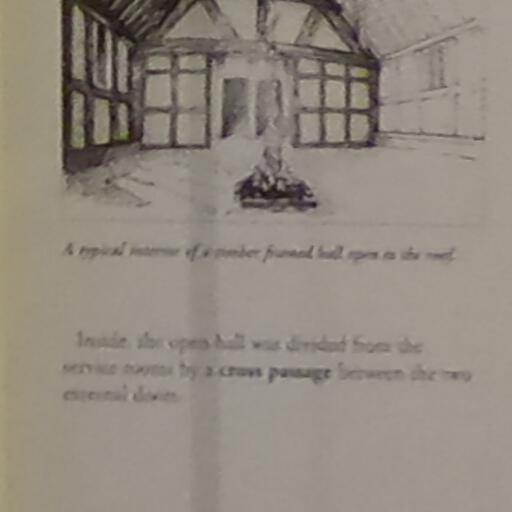 A typical interior of a timber framed hall open to the roof.
Inside, the open hall was divided from the
service rooms by a cross passage between the two
external doors.